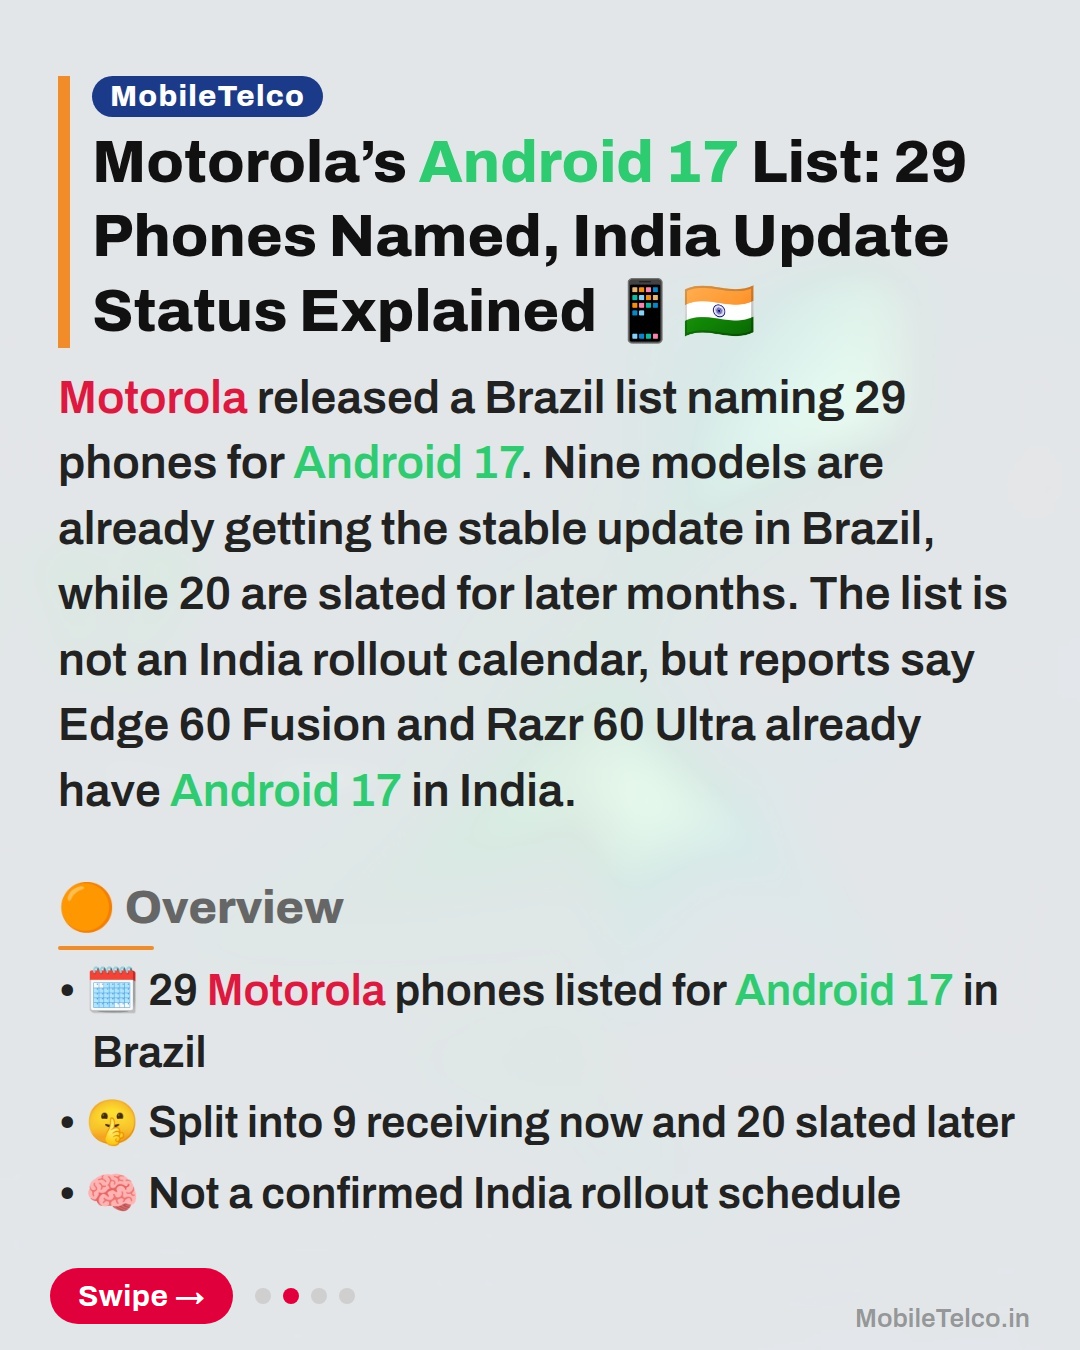 MobileTelco
Motorola’s Android 17 List: 29
Phones Named, India Update
Status Explained 📱 🇮🇳
Motorola released a Brazil list naming 29
phones for Android 17. Nine models are
already getting the stable update in Brazil,
while 20 are slated for later months. The list is
not an India rollout calendar, but reports say
Edge 60 Fusion and Razr 60 Ultra already
have Android 17 in India.
🟠 Overview
• 🗓️ 29 Motorola phones listed for Android 17 in
Brazil
• 🤫 Split into 9 receiving now and 20 slated later
• 🧠 Not a confirmed India rollout schedule
Swipe →
MobileTelco.in